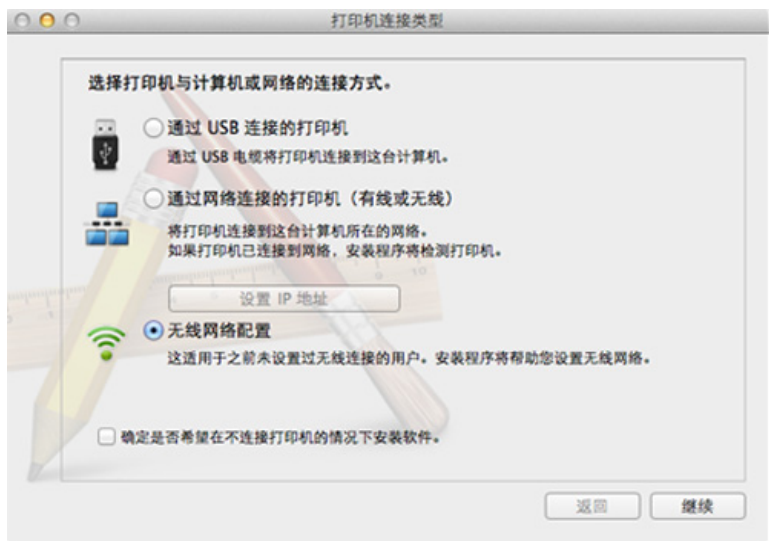 打印机连接类型
选择打印机与计算机或网络的连接方式。
通过 USB 连接的打印机
通过 USB 电缆将打印机连接到这台计算机。
通过网络连接的打印机（有线或无线）
将打印机连接到这台计算机所在的网络。
如果打印机已连接到网络，安装程序将检测打印机。
设置 IP 地址
无线网络配置
这适用于之前未设置过无线连接的用户。安装程序将帮助您设置无线网络。
确定是否希望在不连接打印机的情况下安装软件。
返回
继续